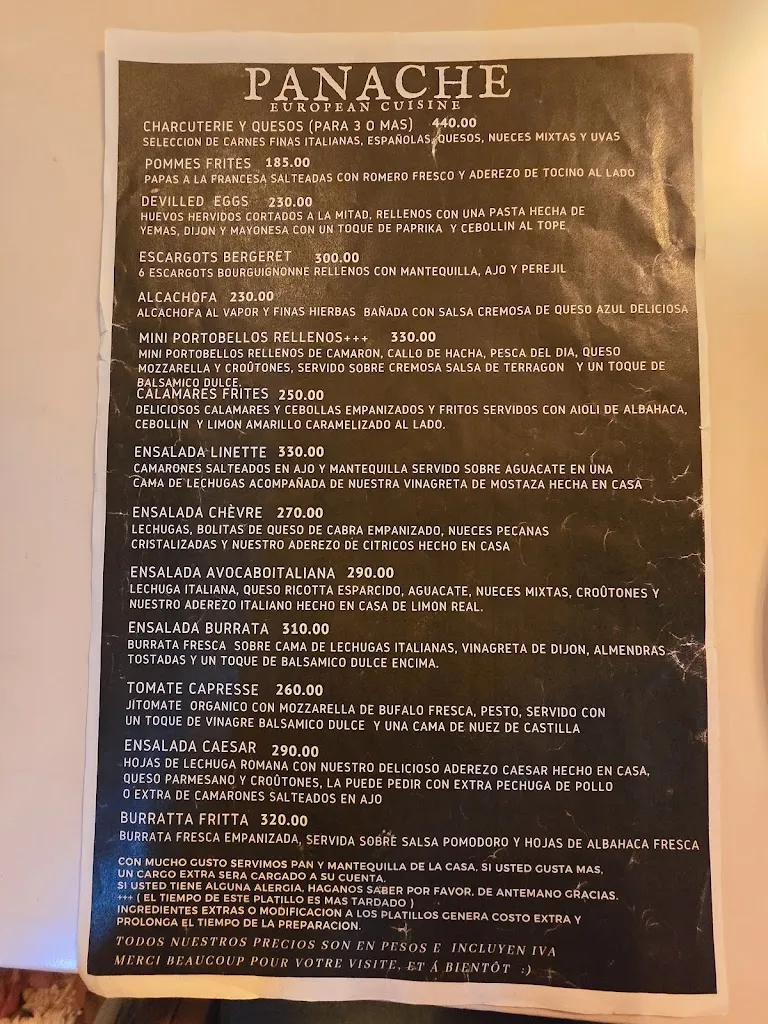 PANACHE
EUROPEAN CUISINE
CHARCUTERIE Y QUESOS (PARA 3 O MAS) 440.00
SELECCION DE CARNES FINAS ITALIANAS, ESPAÑOLAS, QUESOS, NUECES MIXTAS Y UVAS
POMMES FRITES 185.00
PAPAS A LA FRANCESA SALTEADAS CON ROMERO FRESCO Y ADEREZO DE TOCINO AL LADO
DEVILLED EGGS 230.00
HUEVOS HERVIDOS CORTADOS A LA MITAD, RELLENOS CON UNA PASTA HECHA DE
YEMAS, DIJON Y MAYONESA CON UN TOQUE DE PAPRIKA Y CEBOLLIN AL TOPE
ESCARGOTS BERGERET 300.00
6 ESCARGOTS BOURGUIGNONNE RELLENOS CON MANTEQUILLA, AJO Y PEREJIL
ALCACHOFA 230.00
ALCACHOFA AL VAPOR Y FINAS HIERBAS BAÑADA CON SALSA CREMOSA DE QUESO AZUL DELICIOSA
MINI PORTOBELLOS RELLENOS+++ 330.00
MINI PORTOBELLOS RELLENOS DE CAMARON, CALLO DE HACHA, PESCA DEL DIA, QUESO
MOZZARELLA Y CROÛTONES, SERVIDO SOBRE CREMOSA SALSA DE TERRAGON Y UN TOQUE DE
BALSAMICO DULCE.
CALAMARES FRITES 250.00
DELICIOSOS CALAMARES Y CEBOLLAS EMPANIZADOS Y FRITOS SERVIDOS CON AIOLI DE ALBAHACA,
CEBOLLIN Y LIMON AMARILLO CARAMELIZADO AL LADO.
ENSALADA LINETTE 330.00
CAMARONES SALTEADOS EN AJO Y MANTEQUILLA SERVIDO SOBRE AGUACATE EN UNA
CAMA DE LECHUGAS ACOMPAÑADA DE NUESTRA VINAGRETA DE MOSTAZA HECHA EN CASA
ENSALADA CHÈVRE 270.00
LECHUGAS, BOLITAS DE QUESO DE CABRA EMPANIZADO, NUECES PECANAS
CRISTALIZADAS Y NUESTRO ADEREZO DE CITRICOS HECHO EN CASA
ENSALADA AVOCABOITALIANA 290.00
LECHUGA ITALIANA, QUESO RICOTTA ESPARCIDO, AGUACATE, NUECES MIXTAS, CROÛTONES Y
NUESTRO ADEREZO ITALIANO HECHO EN CASA DE LIMON REAL.
ENSALADA BURRATA 310.00
BURRATA FRESCA SOBRE CAMA DE LECHUGAS ITALIANAS, VINAGRETA DE DIJON, ALMENDRAS
TOSTADAS Y UN TOQUE DE BALSAMICO DULCE ENCIMA.
TOMATE CAPRESSE 260.00
JITOMATE ORGANICO CON MOZZARELLA DE BUFALO FRESCA, PESTO, SERVIDO CON
UN TOQUE DE VINAGRE BALSAMICO DULCE Y UNA CAMA DE NUEZ DE CASTILLA
ENSALADA CAESAR 290.00
HOJAS DE LECHUGA ROMANA CON NUESTRO DELICIOSO ADEREZO CAESAR HECHO EN CASA,
QUESO PARMESANO Y CROÛTONES, LA PUEDE PEDIR CON EXTRA PECHUGA DE POLLO
O EXTRA DE CAMARONES SALTEADOS EN AJO
BURRATTA FRITTA 320.00
BURRATA FRESCA EMPANIZADA, SERVIDA SOBRE SALSA POMODORO Y HOJAS DE ALBAHACA FRESCA
CON MUCHO GUSTO SERVIMOS PAN Y MANTEQUILLA DE LA CASA, SI USTED GUSTA MAS,
UN CARGO EXTRA SERA CARGADO A SU CUENTA.
SI USTED TIENE ALGUNA ALERGIA, HAGANOS SABER POR FAVOR, DE ANTEMANO GRACIAS.
+++ ( EL TIEMPO DE ESTE PLATILLO ES MAS TARDADO )
INGREDIENTES EXTRAS O MODIFICACION A LOS PLATILLOS GENERA COSTO EXTRA Y
PROLONGA EL TIEMPO DE LA PREPARACION.
TODOS NUESTROS PRECIOS SON EN PESOS E INCLUYEN IVA
MERCI BEAUCOUP POUR VOTRE VISITE, ET Á BIENTÔT :)